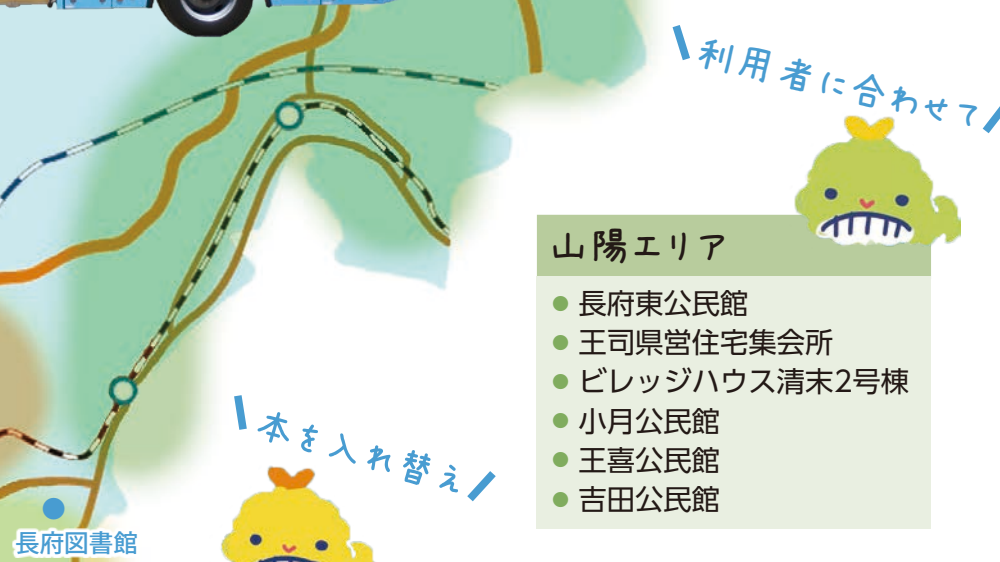 利用者に合わせて
山陽エリア
長府東公民館
王司県営住宅集会所
ビレッジハウス清末2号棟
小月公民館
王喜公民館
吉田公民館
本を入れ替え
長府図書館